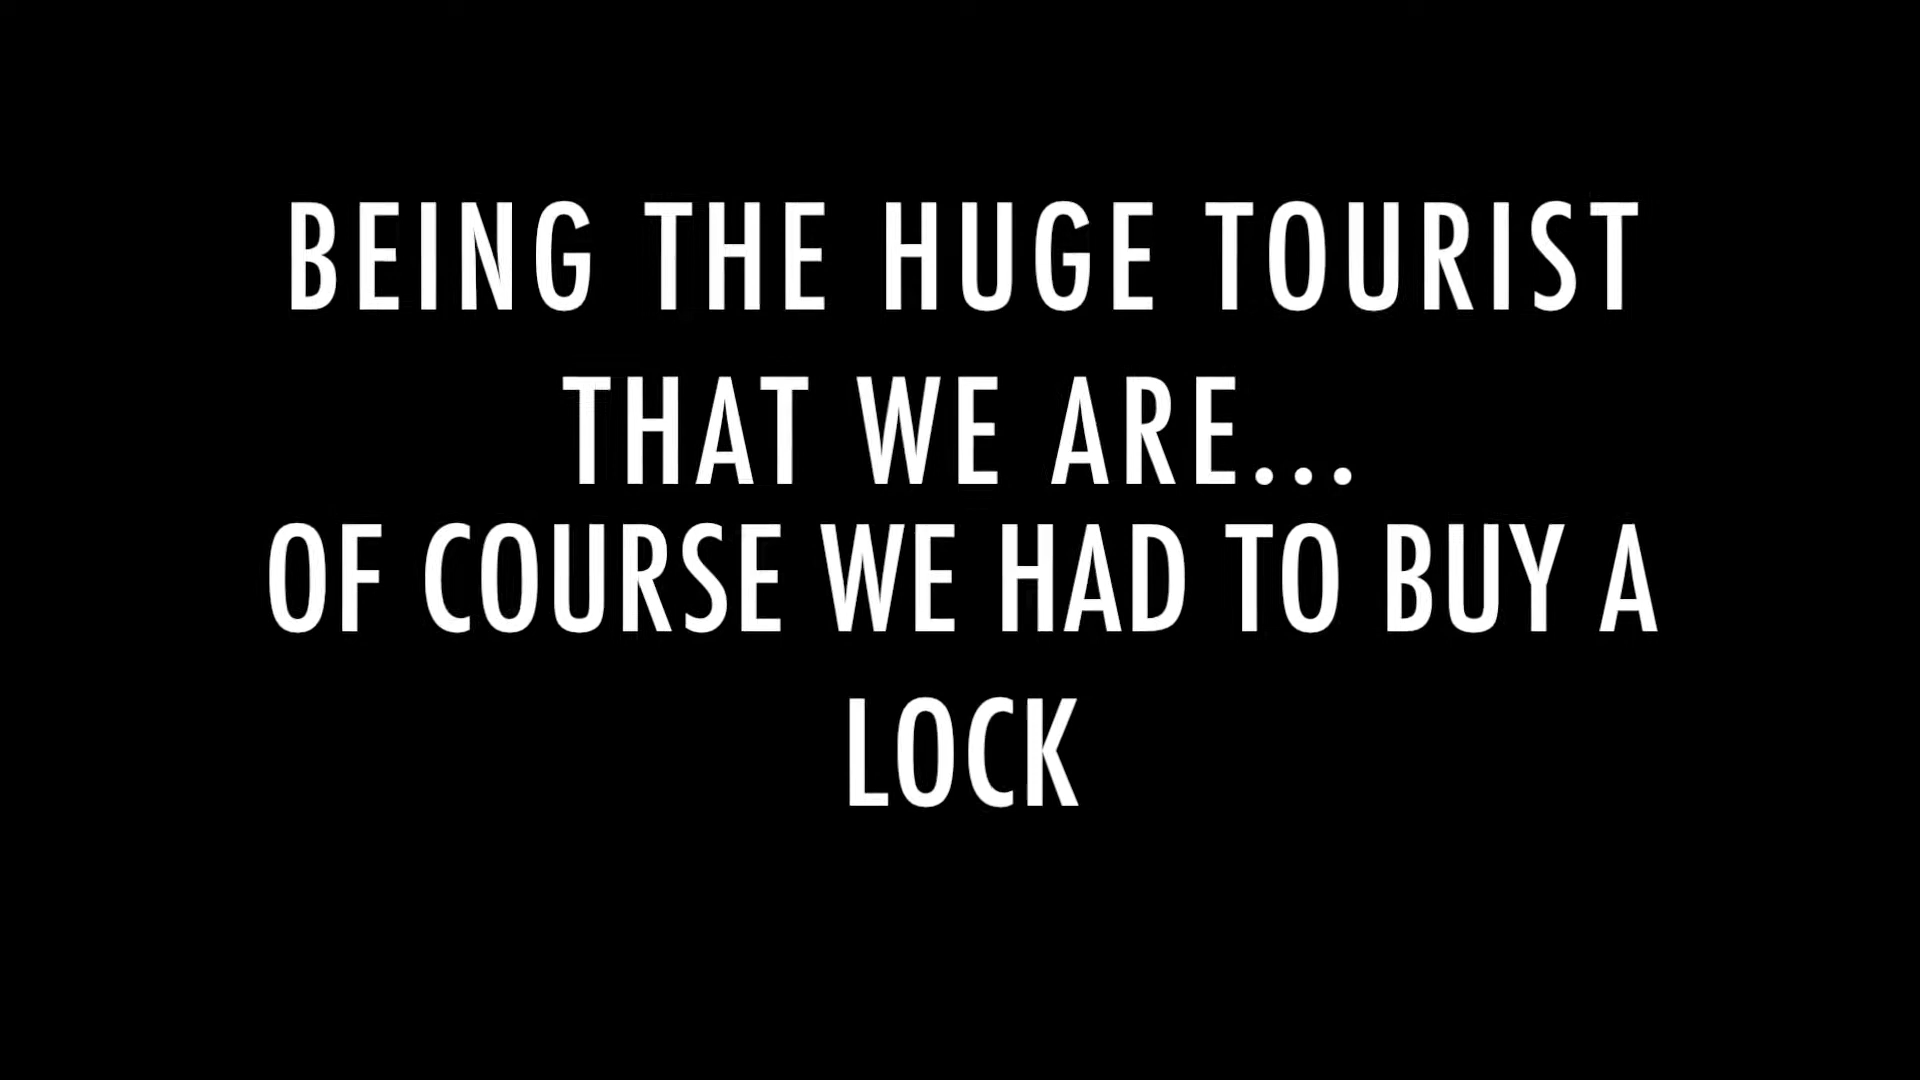 BEING THE HUGE TOURIST
THAT WE ARE...
OF COURSE WE HAD TO BUY A
LOCK